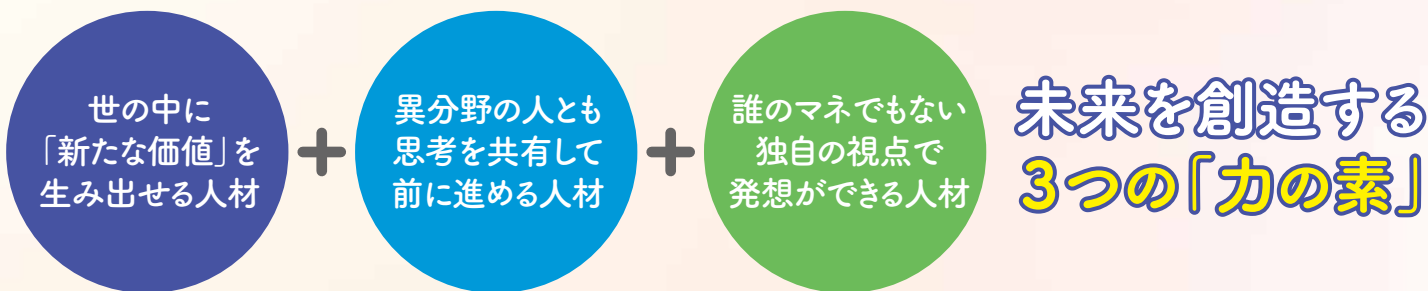 世の中に
「新たな価値」を
生み出せる人材
+
異分野の人とも
思考を共有して
前に進める人材
+
誰のマネでもない
独自の視点で
発想ができる人材
未来を創造する
3つの「力の素」